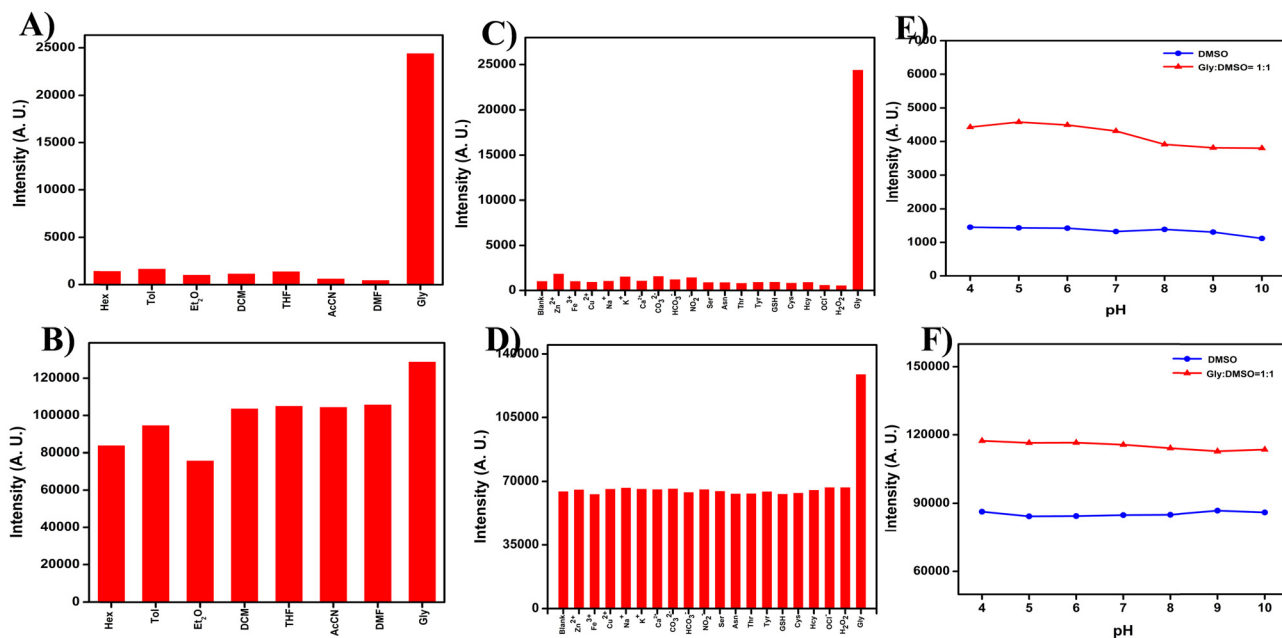 A)
Intensity (A. U.)
25000
20000
15000
10000
5000
0
Hex
Tol
Et2O
DCM
THF
AcCN
DMF
Gly
B)
Intensity (A. U.)
120000
100000
80000
60000
40000
20000
0
Hex
Tol
Et2O
DCM
THF
AcCN
DMF
Gly
C)
Intensity (A. U.)
25000
20000
15000
10000
5000
0
Blank
Zn2+
Fe3+
Cu2+
Na+
K+
Ca2+
CO32-
HCO3-
NO2-
Ser
Asn
Thr
Tyr
GSH
Cys
Hcy
OCl-
H2O2
Gly
D)
Intensity (A. U.)
140000
105000
70000
35000
0
Blank
Zn2+
Fe3+
Cu2+
Na+
K+
Ca2+
CO32-
HCO3-
NO2-
Ser
Asn
Thr
Tyr
GSH
Cys
Hcy
OCl-
H2O2
Gly
E)
Intensity (A. U.)
7000
6000
5000
4000
3000
2000
1000
0
DMSO
Gly:DMSO= 1:1
4 5 6 7 8 9 10
pH
F)
Intensity (A. U.)
150000
120000
90000
60000
DMSO
Gly:DMSO=1:1
4 5 6 7 8 9 10
pH